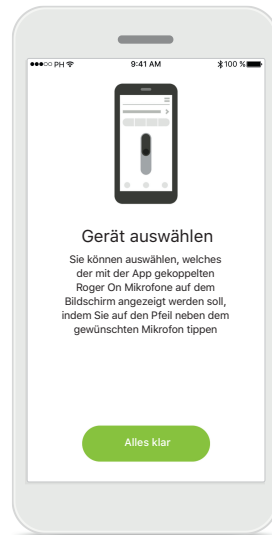 ●●●○○ PH 9:41 AM 100 %
Gerät auswählen
Sie können auswählen, welches
der mit der App gekoppelten
Roger On Mikrofone auf dem
Bildschirm angezeigt werden soll,
indem Sie auf den Pfeil neben dem
gewünschten Mikrofon tippen
Alles klar